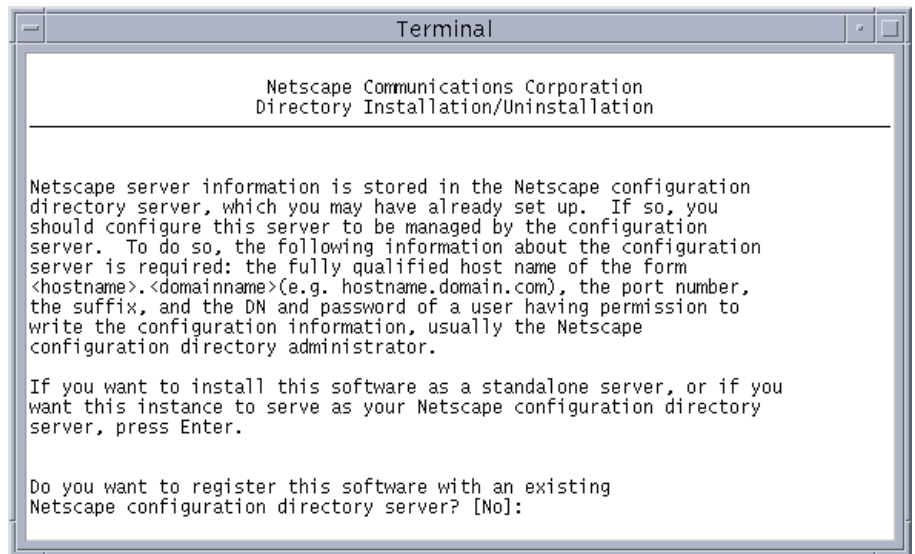 Terminal
Netscape Communications Corporation
Directory Installation/Uninstallation
Netscape server information is stored in the Netscape configuration
directory server, which you may have already set up.  If so, you
should configure this server to be managed by the configuration
server.  To do so, the following information about the configuration
server is required: the fully qualified host name of the form
<hostname>.<domainname>(e.g. hostname.domain.com), the port number,
the suffix, and the DN and password of a user having permission to
write the configuration information, usually the Netscape
configuration directory administrator.
If you want to install this software as a standalone server, or if you
want this instance to serve as your Netscape configuration directory
server, press Enter.
Do you want to register this software with an existing
Netscape configuration directory server? [No]: